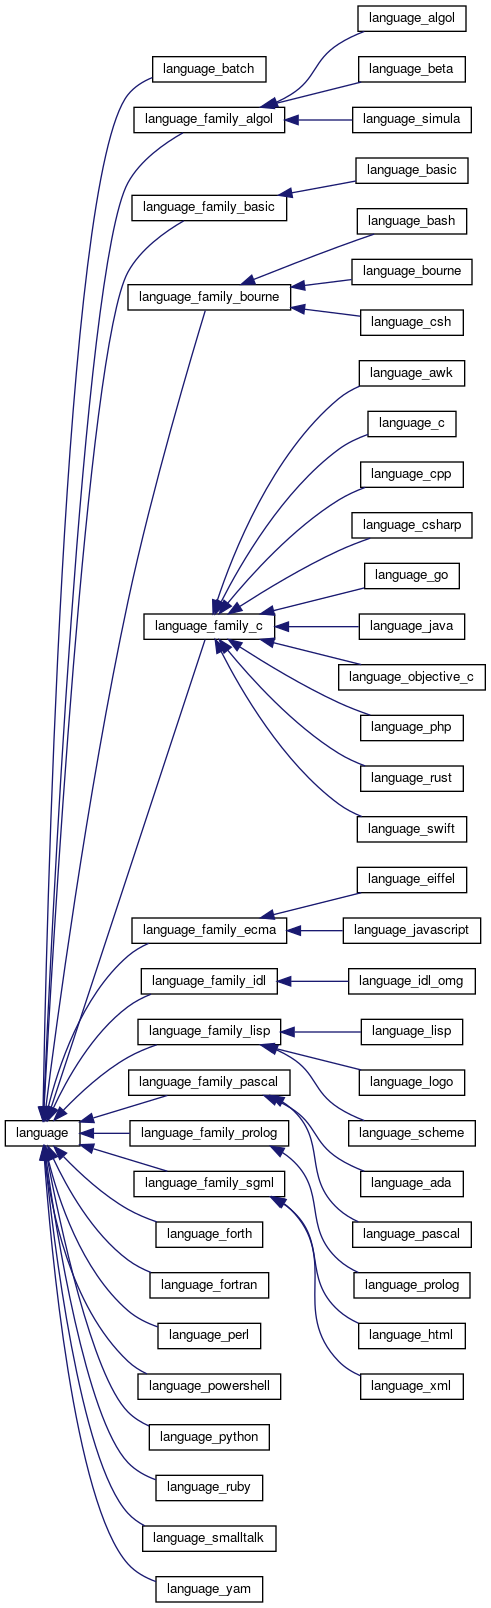 language_algol
language_batch
language_beta
language_family_algol
language_simula
language_basic
language_family_basic
language_bash
language_bourne
language_family_bourne
language_csh
language_awk
language_c
language_cpp
language_csharp
language_go
language_family_c
language_java
language_objective_c
language_php
language_rust
language_swift
language_eiffel
language_family_ecma
language_javascript
language_family_idl
language_idl_omg
language_family_lisp
language_lisp
language_family_pascal
language_logo
language
language_family_prolog
language_scheme
language_family_sgml
language_ada
language_forth
language_pascal
language_fortran
language_prolog
language_perl
language_html
language_powershell
language_xml
language_python
language_ruby
language_smalltalk
language_yam